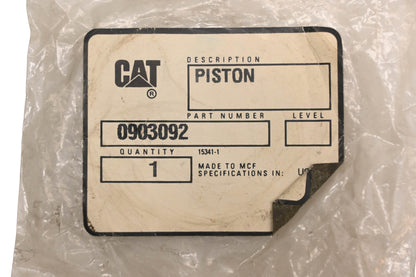 CAT®
DESCRIPTION
PISTON
PART NUMBER LEVEL
0903092
QUANTITY 15341-1
1 MADE TO MCF
SPECIFICATIONS IN: